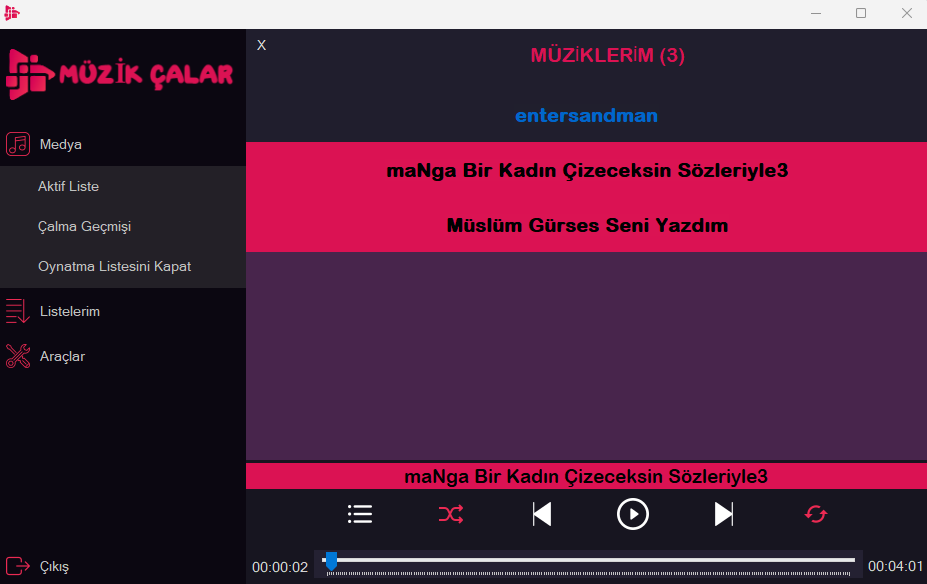 MÜZİK ÇALAR
Medya
Aktif Liste
Çalma Geçmişi
Oynatma Listesini Kapat
Listelerim
Araçlar
Çıkış
X
MÜZİKLERİM (3)
entersandman
maNga Bir Kadın Çizeceksin Sözleriyle3
Müslüm Gürses Seni Yazdım
maNga Bir Kadın Çizeceksin Sözleriyle3
00:00:02
00:04:01